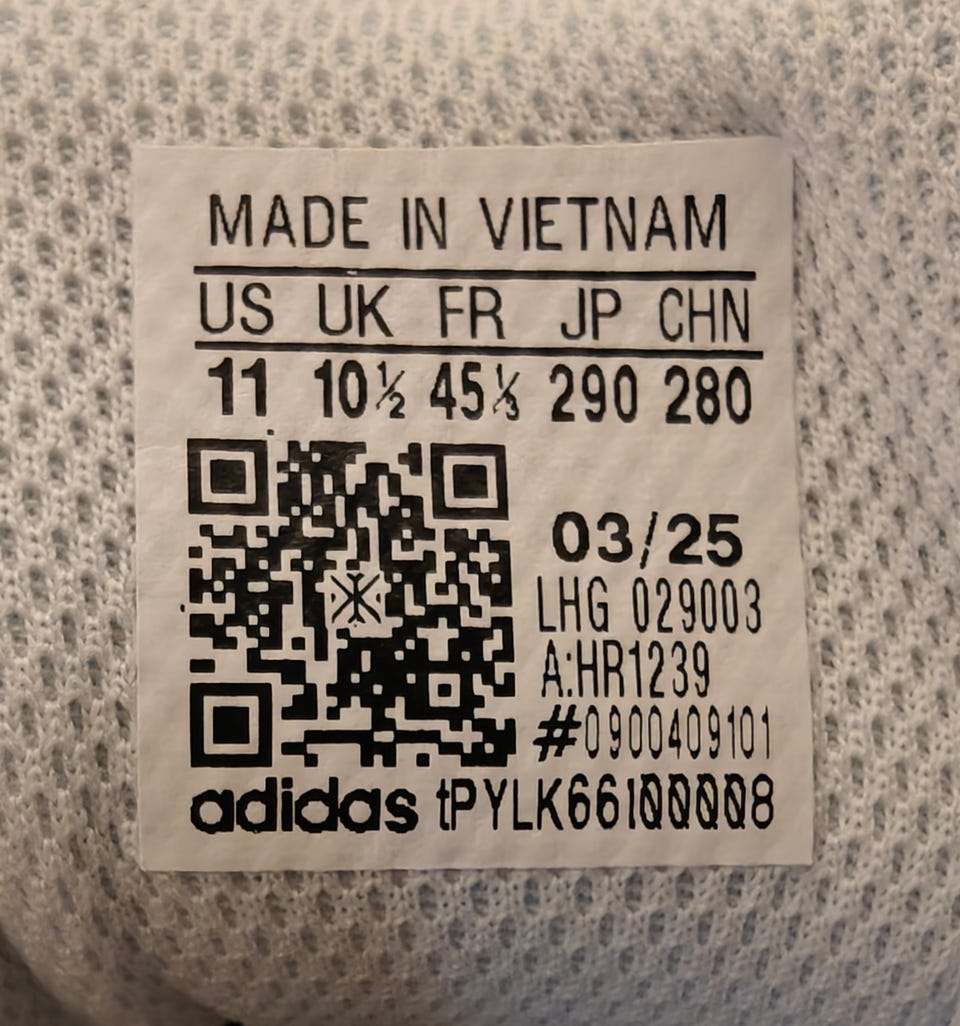 MADE IN VIETNAM
US UK FR JP CHN
11 10½ 45⅓ 290 280
03/25
LHG 029003
A:HR1239
#0900409101
adidas tPYLK66100008